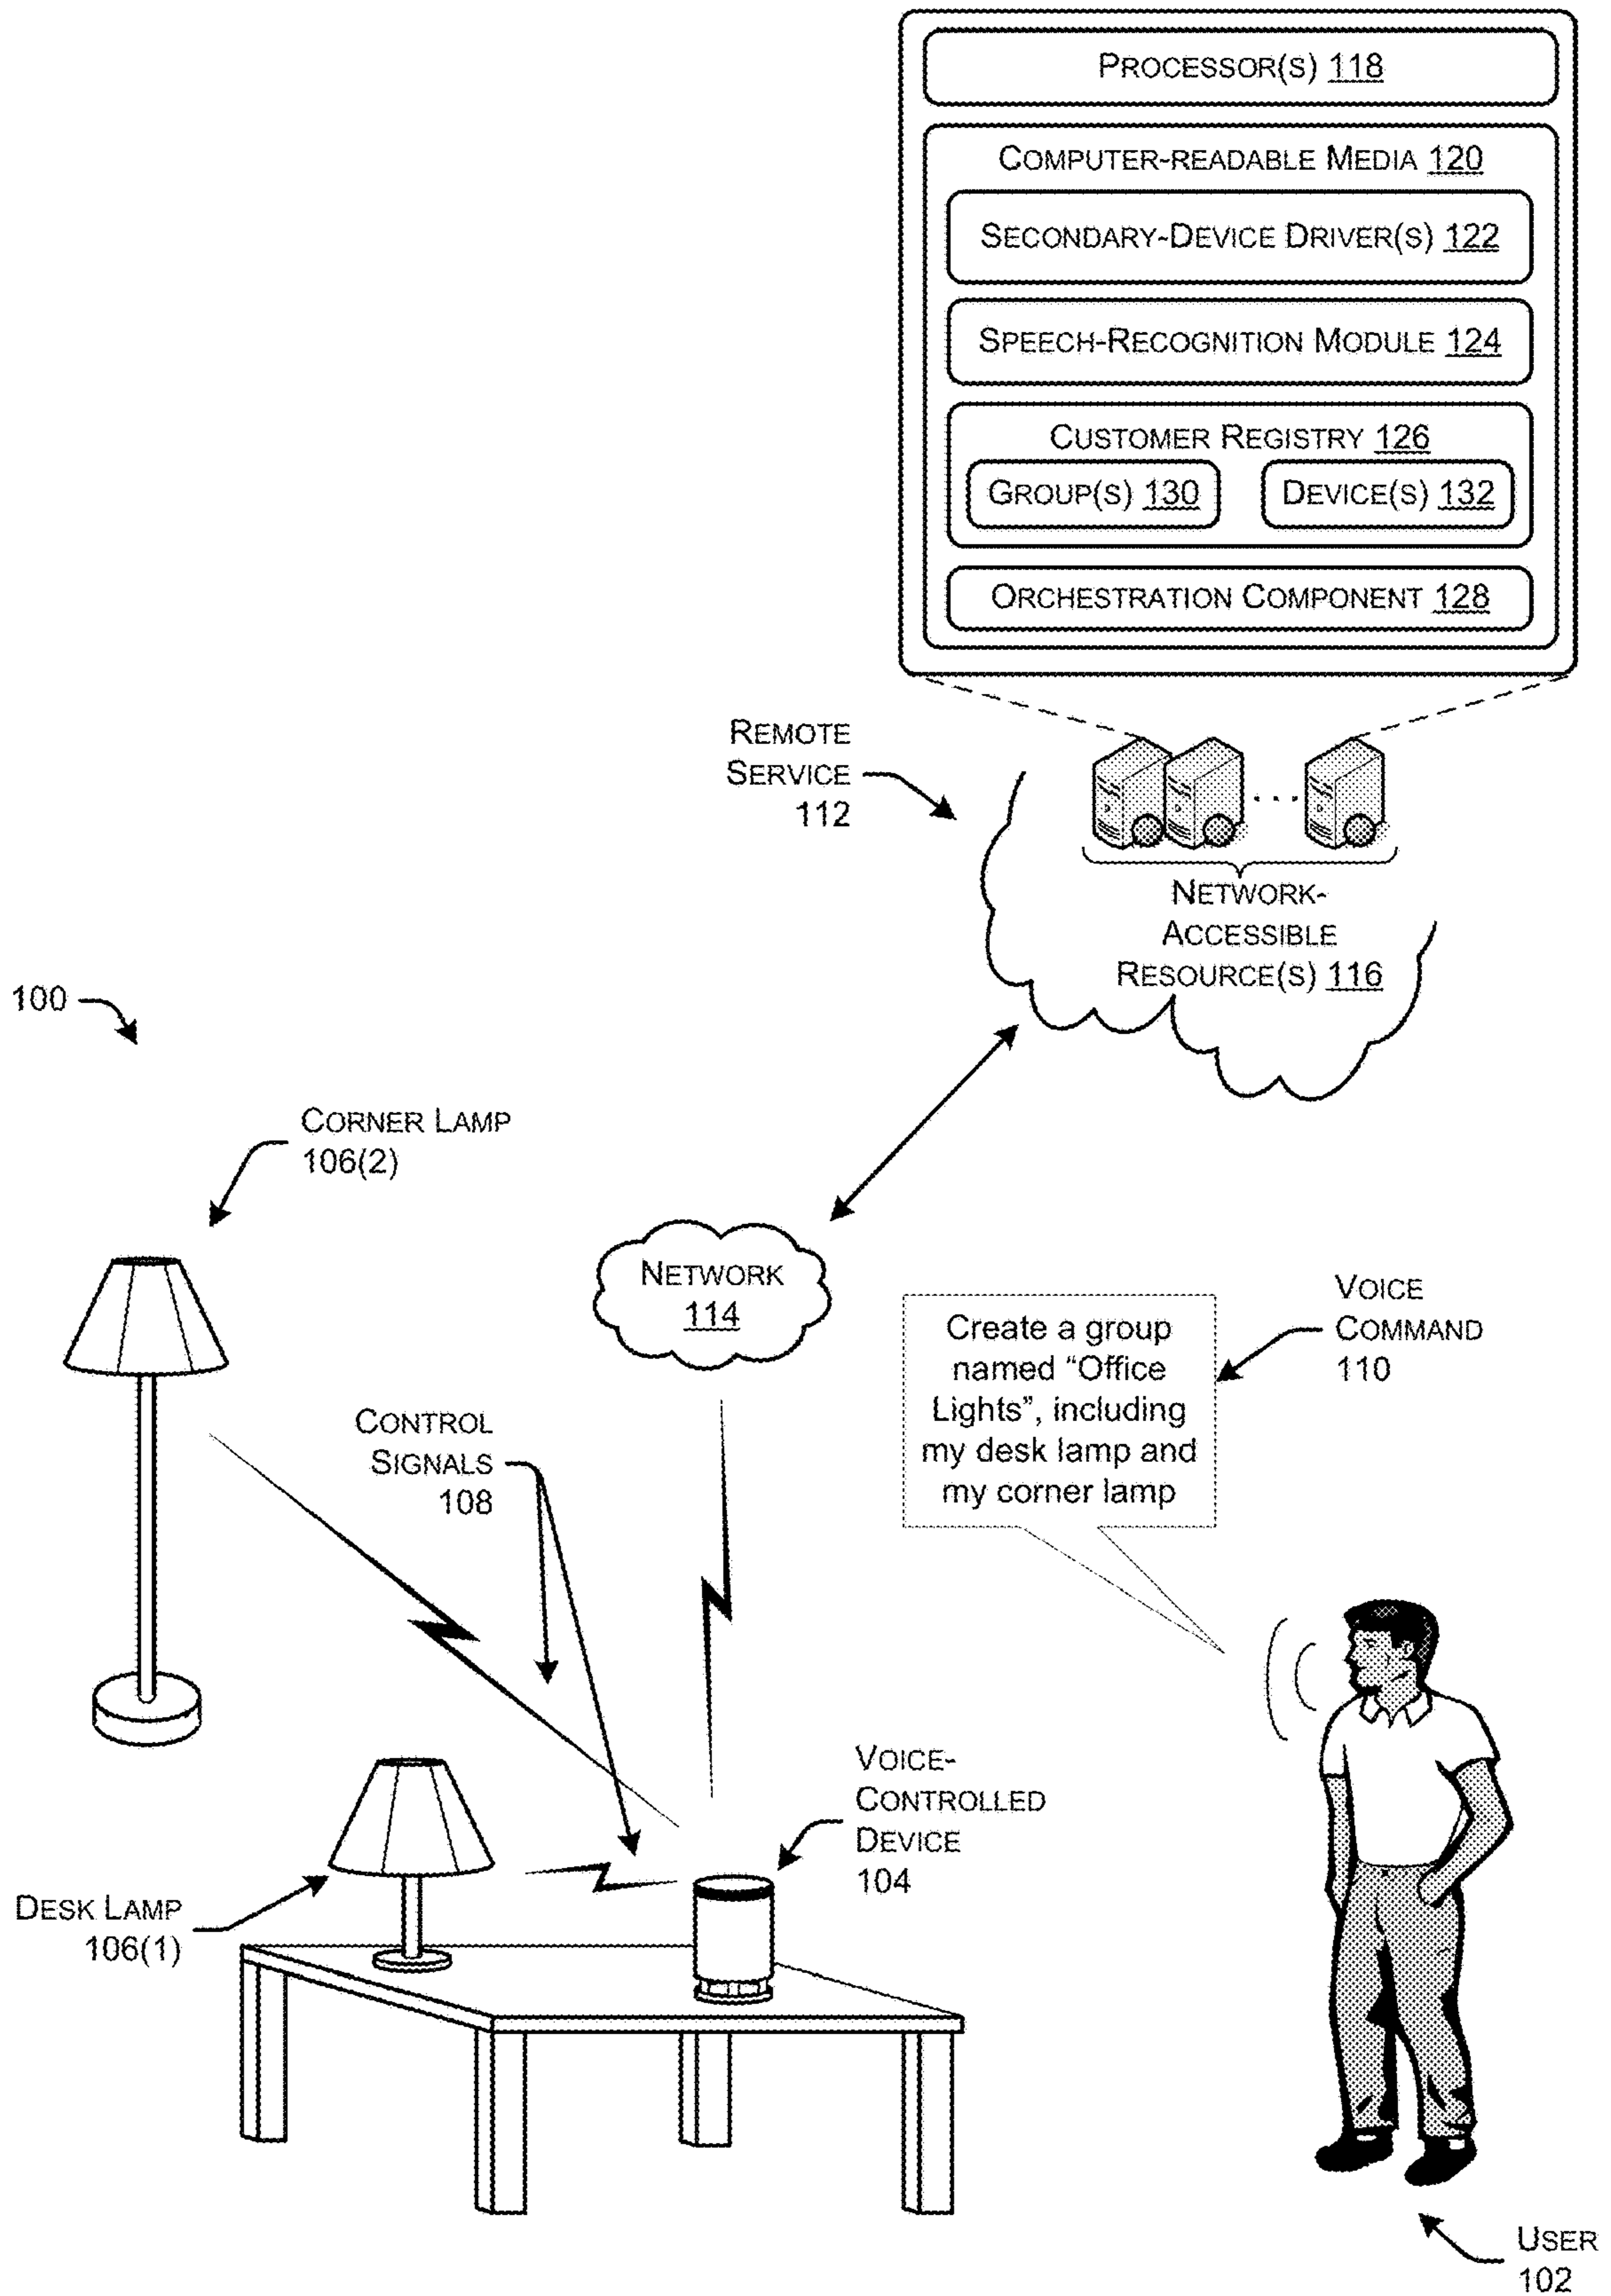 PROCESSOR(S) 118
COMPUTER-READABLE MEDIA 120
SECONDARY-DEVICE DRIVER(S) 122
SPEECH-RECOGNITION MODULE 124
CUSTOMER REGISTRY 126
GROUP(S) 130
DEVICE(S) 132
ORCHESTRATION COMPONENT 128
REMOTE
SERVICE
112
NETWORK-
ACCESSIBLE
RESOURCE(S) 116
100
CORNER LAMP
106(2)
NETWORK
114
VOICE
COMMAND
110
Create a group
named “Office
Lights”, including
my desk lamp and
my corner lamp
CONTROL
SIGNALS
108
VOICE-
CONTROLLED
DEVICE
104
DESK LAMP
106(1)
USER
102